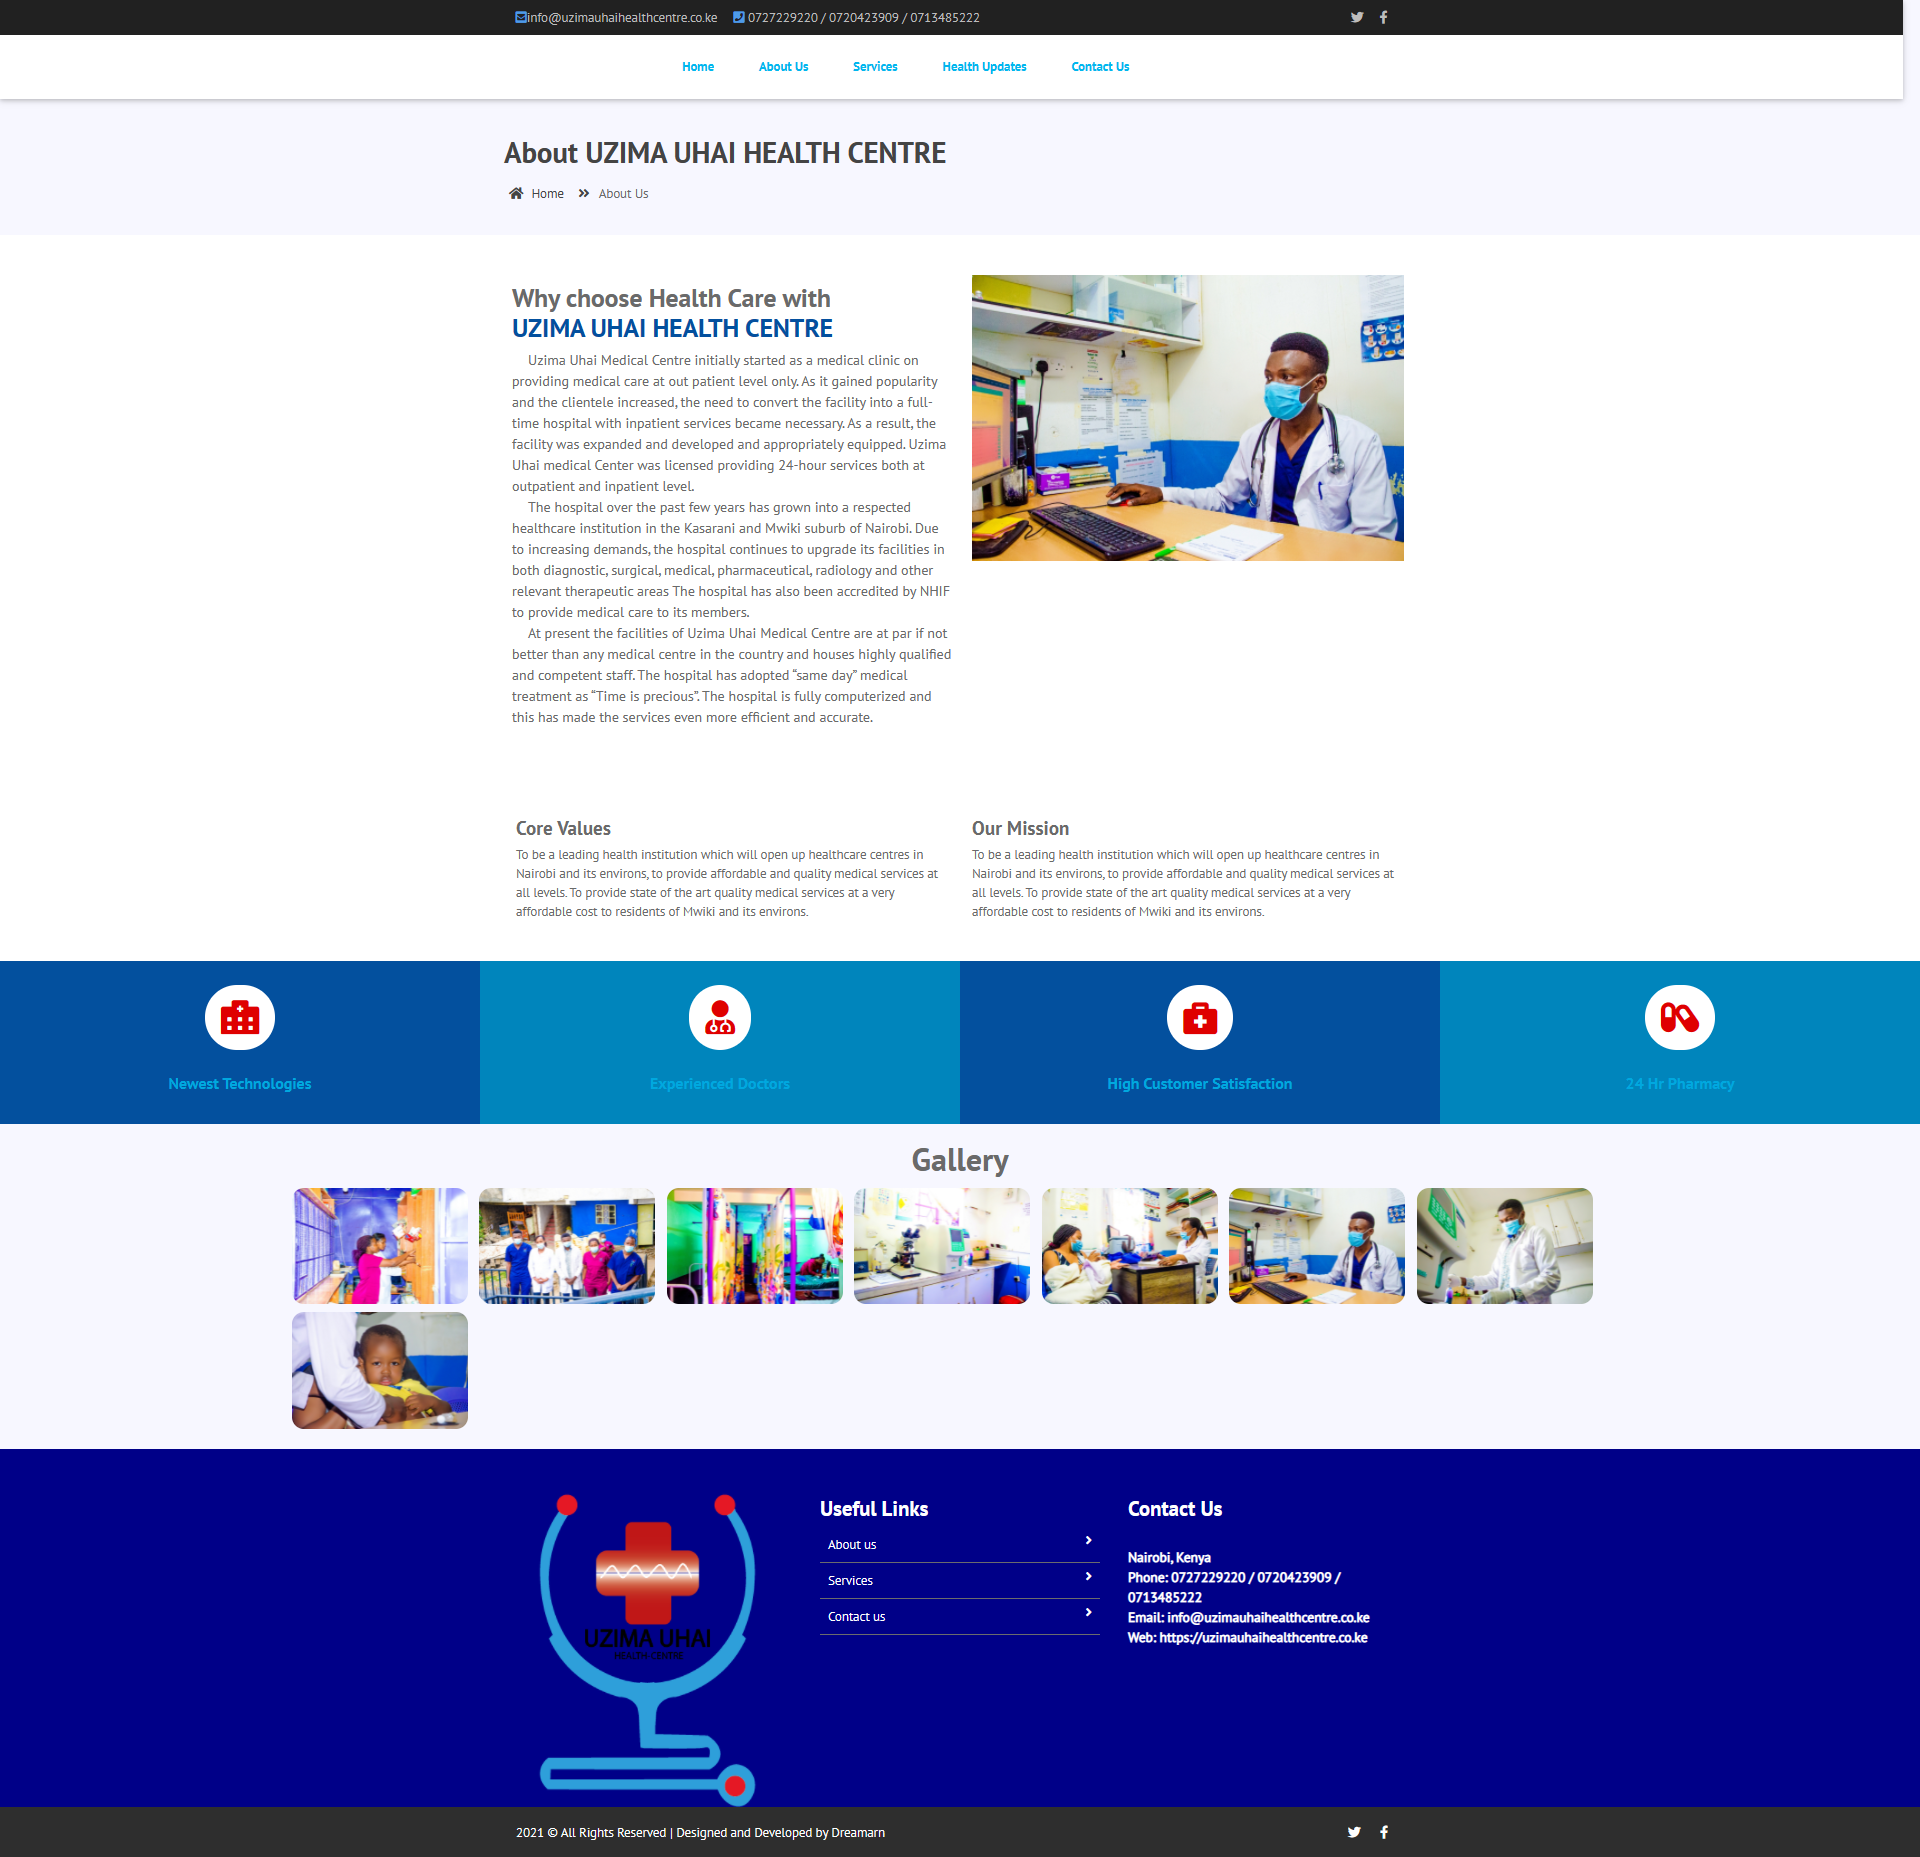 info@uzimauhaihealthcentre.co.ke 0727229220 / 0720423909 / 0713485222
Home About Us Services Health Updates Contact Us
About UZIMA UHAI HEALTH CENTRE
Home About Us
Why choose Health Care with
UZIMA UHAI HEALTH CENTRE
Uzima Uhai Medical Centre initially started as a medical clinic on
providing medical care at out patient level only. As it gained popularity
and the clientele increased, the need to convert the facility into a full-
time hospital with inpatient services became necessary. As a result, the
facility was expanded and developed and appropriately equipped. Uzima
Uhai medical Center was licensed providing 24-hour services both at
outpatient and inpatient level.
The hospital over the past few years has grown into a respected
healthcare institution in the Kasarani and Mwiki suburb of Nairobi. Due
to increasing demands, the hospital continues to upgrade its facilities in
both diagnostic, surgical, medical, pharmaceutical, radiology and other
relevant therapeutic areas The hospital has also been accredited by NHIF
to provide medical care to its members.
At present the facilities of Uzima Uhai Medical Centre are at par if not
better than any medical centre in the country and houses highly qualified
and competent staff. The hospital has adopted “same day” medical
treatment as “Time is precious”. The hospital is fully computerized and
this has made the services even more efficient and accurate.
Core Values
To be a leading health institution which will open up healthcare centres in
Nairobi and its environs, to provide affordable and quality medical services at
all levels. To provide state of the art quality medical services at a very
affordable cost to residents of Mwiki and its environs.
Our Mission
To be a leading health institution which will open up healthcare centres in
Nairobi and its environs, to provide affordable and quality medical services at
all levels. To provide state of the art quality medical services at a very
affordable cost to residents of Mwiki and its environs.
Newest Technologies
Experienced Doctors
High Customer Satisfaction
24 Hr Pharmacy
Gallery
UZIMA UHAI
HEALTH CENTRE
Useful Links
About us
Services
Contact us
Contact Us
Nairobi, Kenya
Phone: 0727229220 / 0720423909 /
0713485222
Email: info@uzimauhaihealthcentre.co.ke
Web: https://uzimauhaihealthcentre.co.ke
2021 © All Rights Reserved | Designed and Developed by Dreamarn